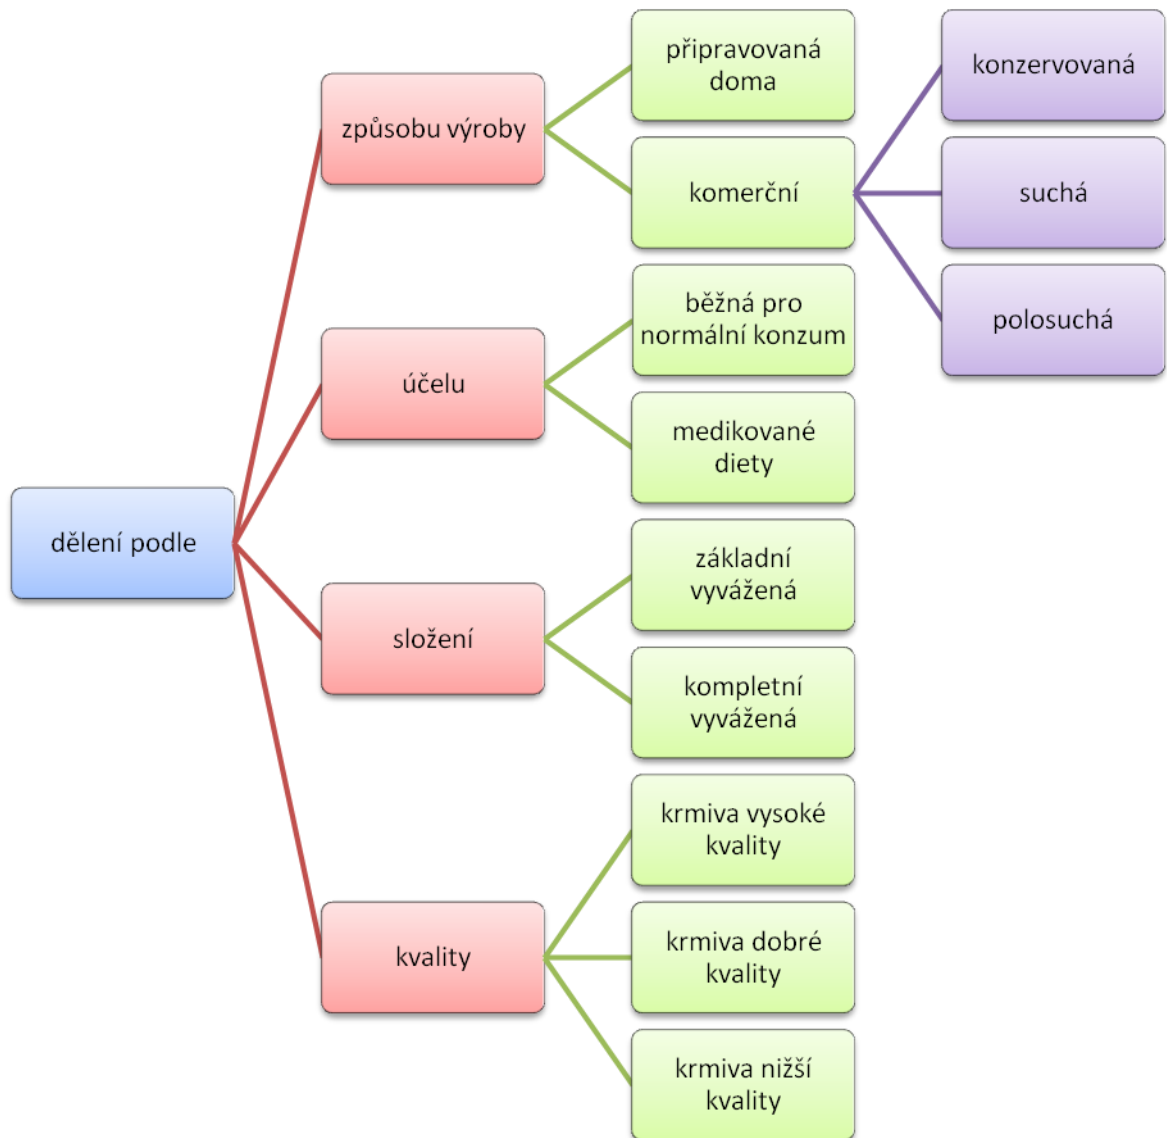 dělení podle
způsobu výroby
připravovaná
doma
komerční
konzervovaná
suchá
polosuchá
účelu
běžná pro
normální konzum
medikované
diety
složení
základní
vyvážená
kompletní
vyvážená
kvality
krmiva vysoké
kvality
krmiva dobré
kvality
krmiva nižší
kvality